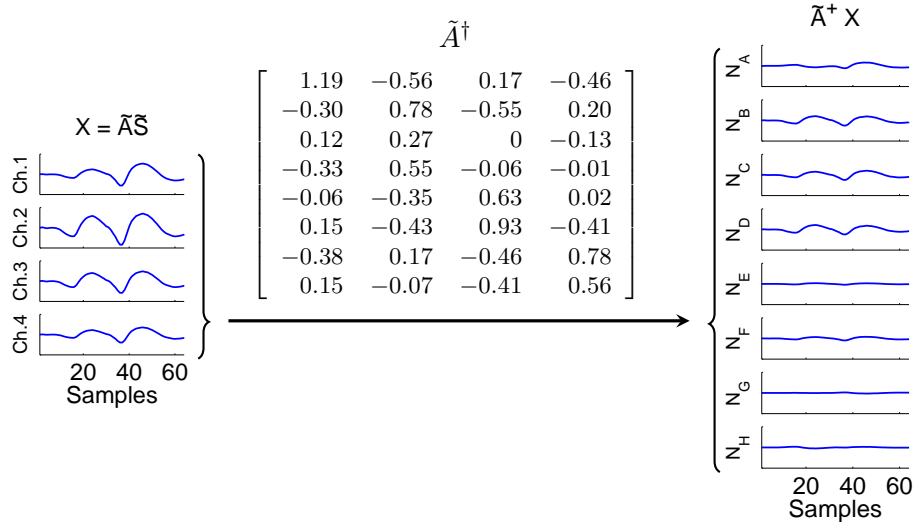 X = ÃS̃
Ch.1
Ch.2
Ch.3
Ch.4
20 40 60
Samples
Ã†
1.19 −0.56 0.17 −0.46
−0.30 0.78 −0.55 0.20
0.12 0.27 0 −0.13
−0.33 0.55 −0.06 −0.01
−0.06 −0.35 0.63 0.02
0.15 −0.43 0.93 −0.41
−0.38 0.17 −0.46 0.78
0.15 −0.07 −0.41 0.56
Ã⁺ X
N_A
N_B
N_C
N_D
N_E
N_F
N_G
N_H
20 40 60
Samples